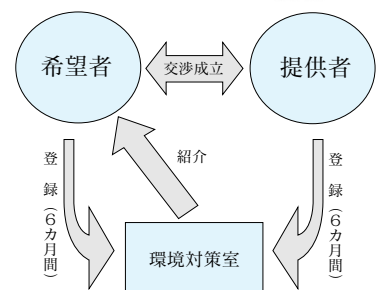 希望者
交渉成立
提供者
紹介
登録（6カ月間）
登録（6カ月間）
環境対策室